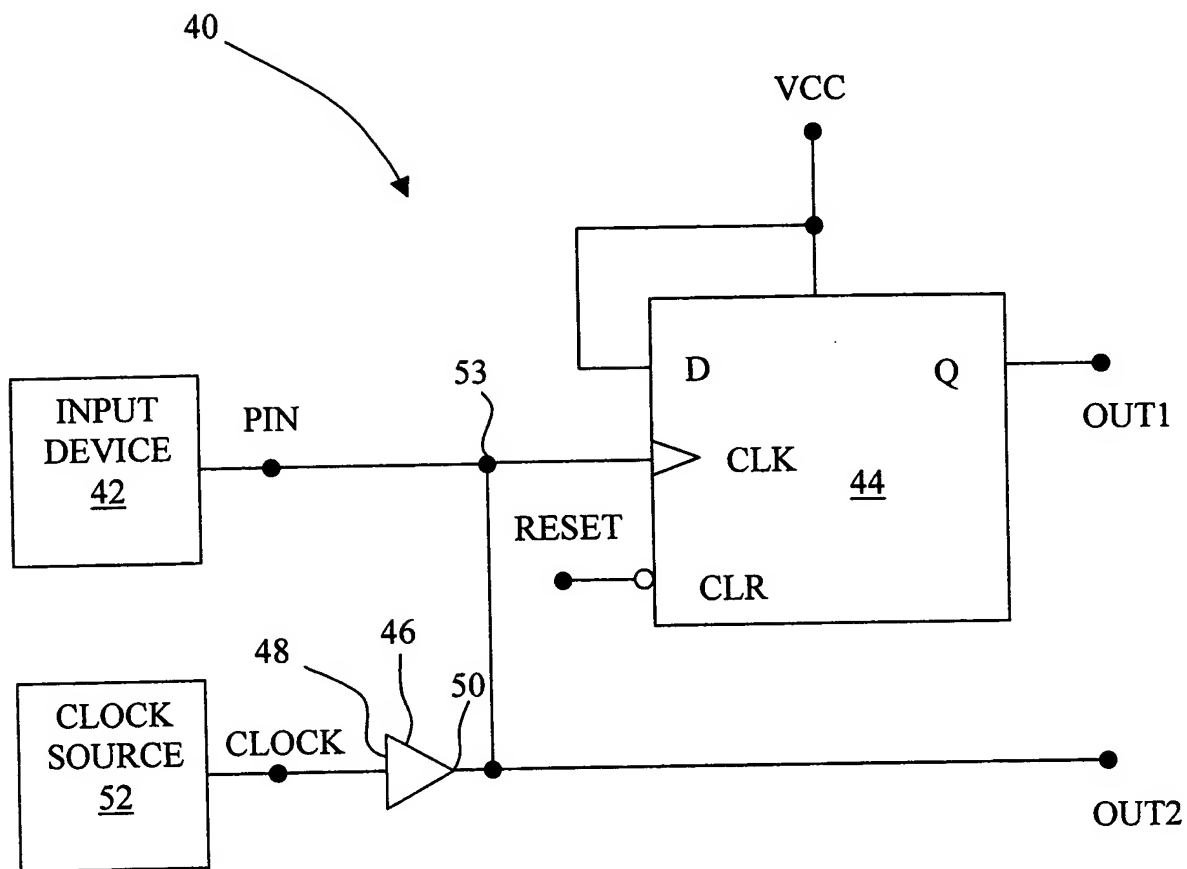 40
VCC
53
D
Q
INPUT
DEVICE
42
PIN
CLK
44
OUT1
RESET
CLR
48
46
50
CLOCK
SOURCE
52
CLOCK
OUT2